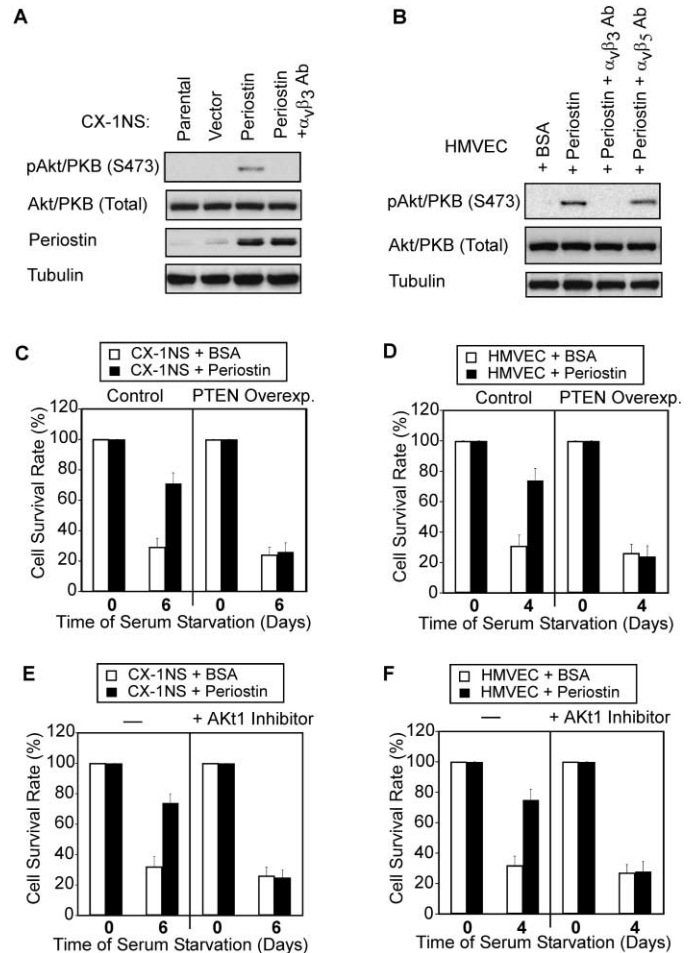 A
CX-1NS:
Parental
Vector
Periostin
Periostin
+αvβ3 Ab
pAkt/PKB (S473)
Akt/PKB (Total)
Periostin
Tubulin
B
HMVEC
+ BSA
+ Periostin
+ Periostin + αvβ3 Ab
+ Periostin + αvβ5 Ab
pAkt/PKB (S473)
Akt/PKB (Total)
Tubulin
C
CX-1NS + BSA
CX-1NS + Periostin
Control PTEN Overexp.
Cell Survival Rate (%)
120
100
80
60
40
20
0
0 6 0 6
Time of Serum Starvation (Days)
D
HMVEC + BSA
HMVEC + Periostin
Control PTEN Overexp.
Cell Survival Rate (%)
120
100
80
60
40
20
0
0 4 0 4
Time of Serum Starvation (Days)
E
CX-1NS + BSA
CX-1NS + Periostin
— + AKt1 Inhibitor
Cell Survival Rate (%)
120
100
80
60
40
20
0
0 6 0 6
Time of Serum Starvation (Days)
F
HMVEC + BSA
HMVEC + Periostin
— + AKt1 Inhibitor
Cell Survival Rate (%)
120
100
80
60
40
20
0
0 4 0 4
Time of Serum Starvation (Days)